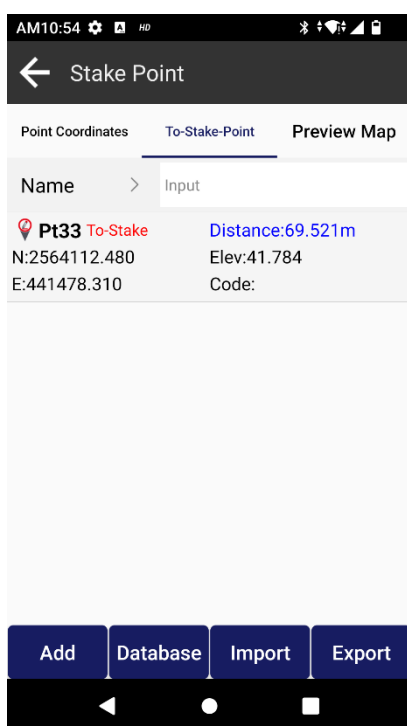 AM10:54 A HD
Stake Point
Point Coordinates To-Stake-Point Preview Map
Name > Input
Pt33 To-Stake Distance:69.521m
N:2564112.480 Elev:41.784
E:441478.310 Code:
Add Database Import Export